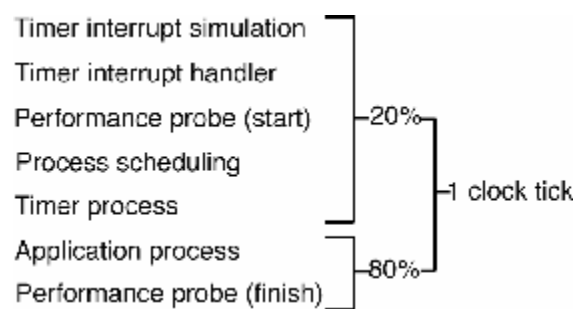 Timer interrupt simulation
Timer interrupt handler
Performance probe (start)
20%
Process scheduling
1 clock tick
Timer process
Application process
80%
Performance probe (finish)